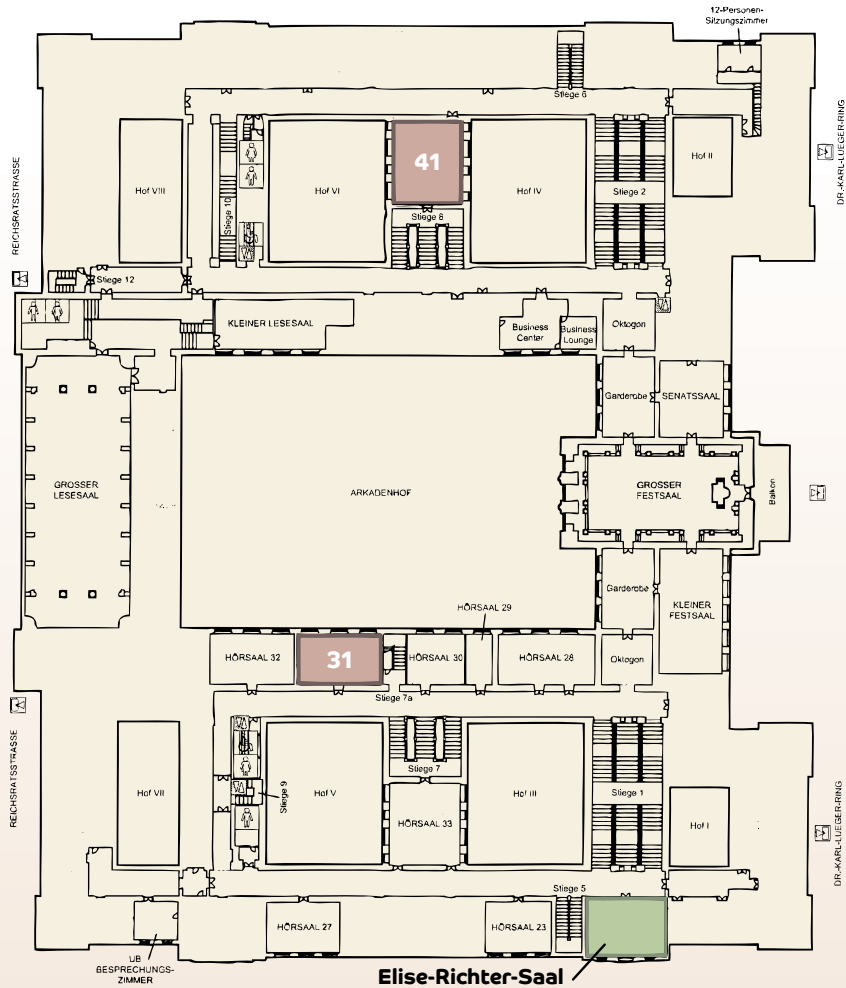 12-Personen-
Sitzungszimmer
Stiege 6
REICHSRATSSTRASSE
DR.-KARL-LUEGER-RING
Hof VIII
Stiege 10
Hof VI
41
Hof IV
Stiege 2
Hof II
Stiege 8
Stiege 12
KLEINER LESESAAL
Business
Center
Business
Lounge
Oktogon
Garderobe
SENATSSAAL
GROSSER
LESESAAL
ARKADENHOF
GROSSER
FESTSAAL
Balkon
Garderobe
KLEINER
FESTSAAL
HÖRSAAL 29
HÖRSAAL 32
31
HÖRSAAL 30
HÖRSAAL 28
Oktogon
Stiege 7a
REICHSRATSSTRASSE
Hof VII
Stiege 9
Hof V
Stiege 7
HÖRSAAL 33
Hof III
Stiege 1
Hof I
DR.-KARL-LUEGER-RING
Stiege 5
HÖRSAAL 27
HÖRSAAL 23
UB
BESPRECHUNGS-
ZIMMER
Elise-Richter-Saal